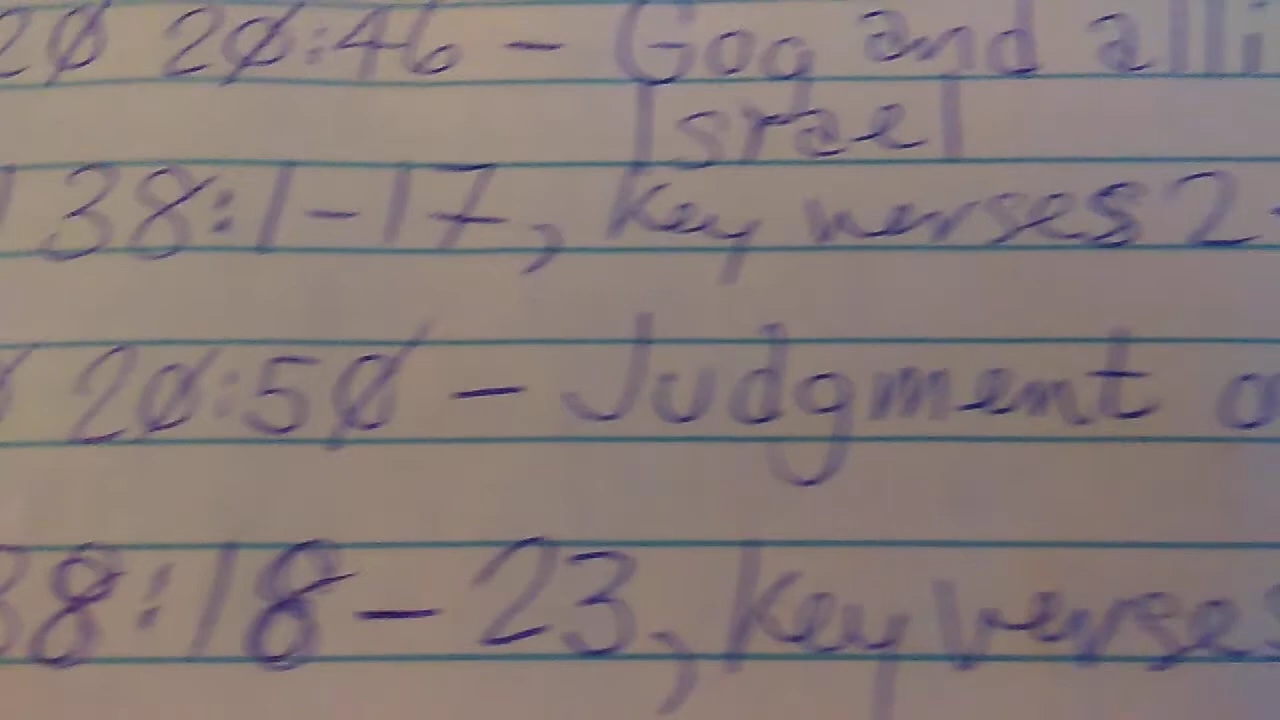 20 20:46 - Gog and alli
Israel
38:1-17, key verses 2-
20:50 - Judgment o
38:18-23, key verses